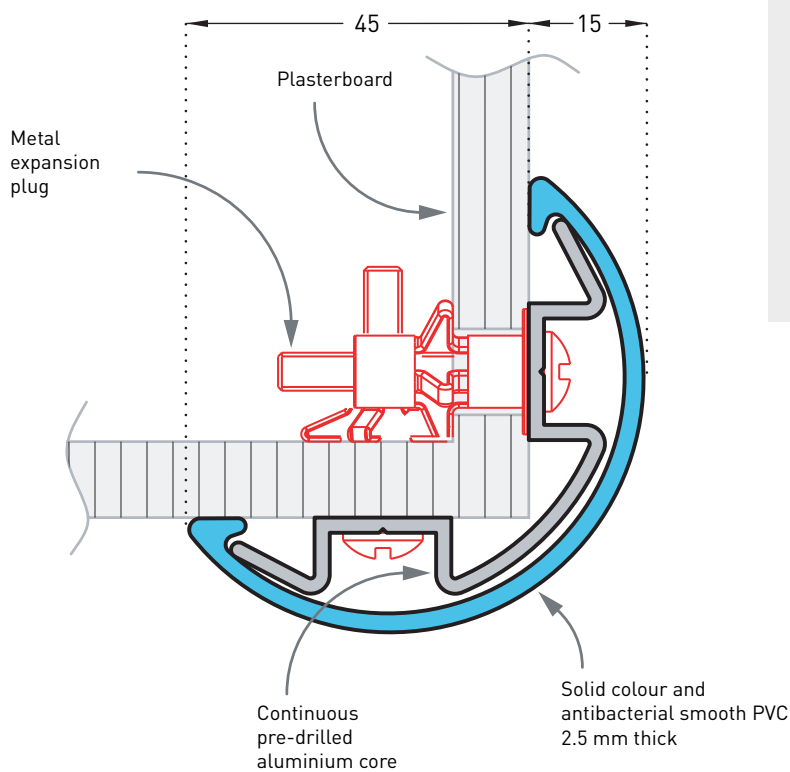 45
15
Plasterboard
Metal
expansion
plug
Continuous
pre-drilled
aluminium core
Solid colour and
antibacterial smooth PVC
2.5 mm thick